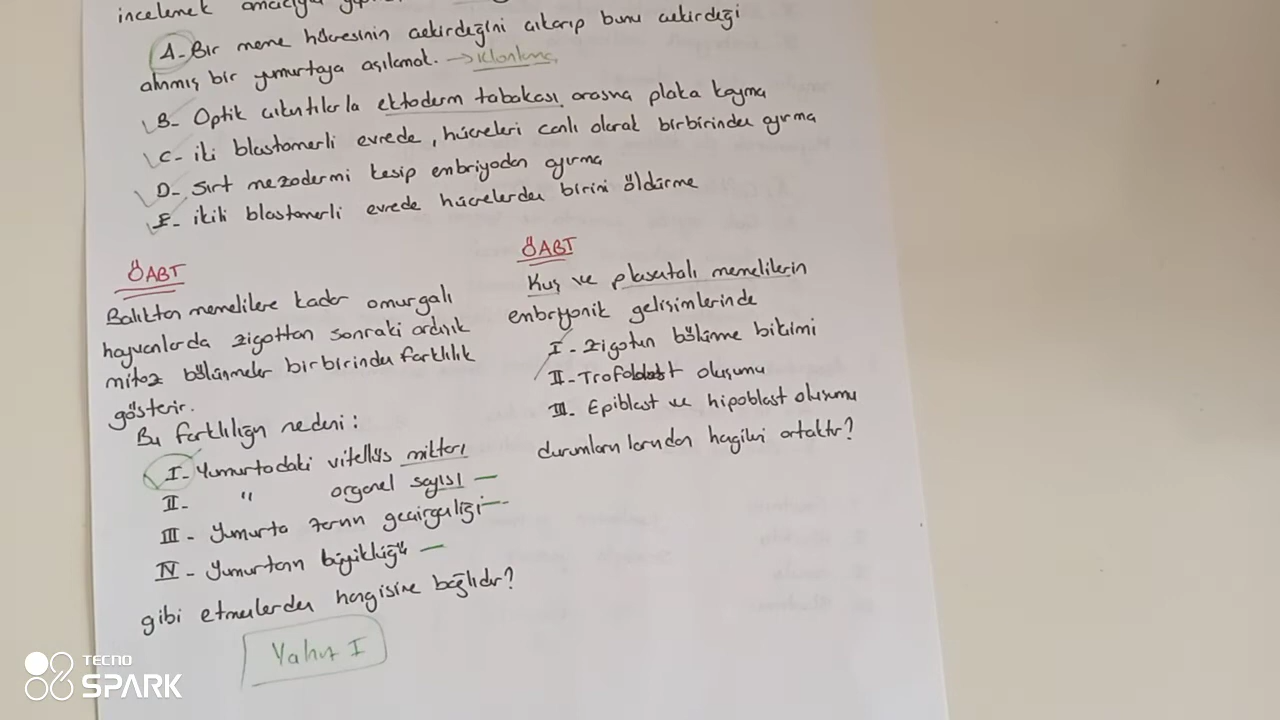 incelemek amacıyla
A- Bir meme hücresinin çekirdeğini çıkarıp bunu çekirdeği
alınmış bir yumurtaya aşılamak. → Klonlama
B- Optik çıkıntılarla ektoderm tabakası arasına plaka koyma
C- iki blastomerli evrede, hücreleri canlı olarak birbirinden ayırma
D- Sırt mezodermi kesip embriyodan ayırma
E- ikili blastomerli evrede hücrelerden birini öldürme
ÖABT
Balıktan memelilere kadar omurgalı
hayvanlarda zigottan sonraki ardışık
mitoz bölünmeler birbirinden farklılık
gösterir.
Bu farklılığın nedeni:
I- Yumurtadaki vitellüs miktarı
II- " organel sayısı —
III- Yumurta zarının geçirgenliği —
IV- Yumurtanın büyüklüğü —
gibi etmenlerden hangisine bağlıdır?
Yalnız I
ÖABT
Kuş ve plasentalı memelilerin
embriyonik gelişimlerinde
I- Zigotun bölünme bitimi
II- Trofoblast oluşumu
III- Epiblast ve hipoblast oluşumu
durumlarından hangileri ortaktır?
TECNO
SPARK